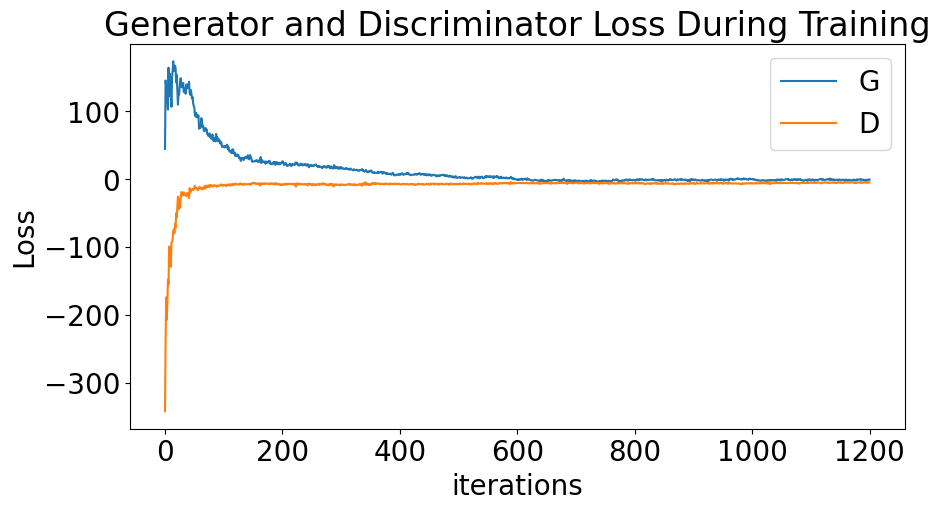 Generator and Discriminator Loss During Training
G
D
100
0
−100
−200
−300
Loss
0 200 400 600 800 1000 1200
iterations